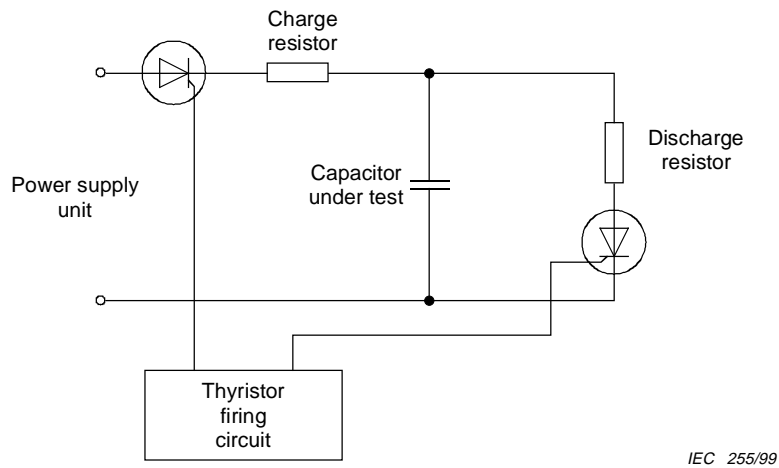 Charge
resistor
Discharge
resistor
Capacitor
under test
Power supply
unit
Thyristor
firing
circuit
IEC 255/99